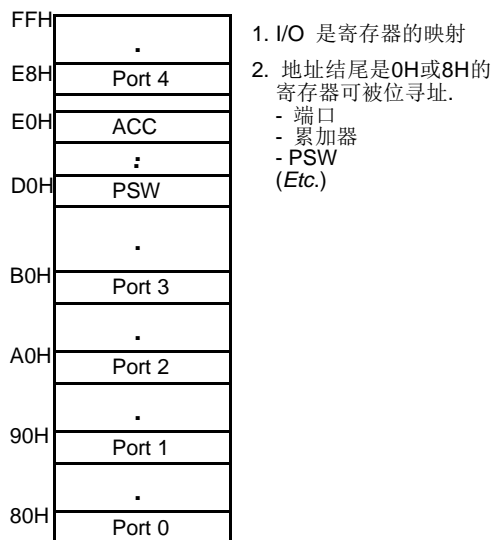 FFH
.
E8H Port 4
E0H ACC
:
D0H PSW
.
B0H Port 3
.
A0H Port 2
.
90H Port 1
.
80H Port 0
1. I/O 是寄存器的映射
2. 地址结尾是0H或8H的
寄存器可被位寻址.
- 端口
- 累加器
- PSW
(Etc.)